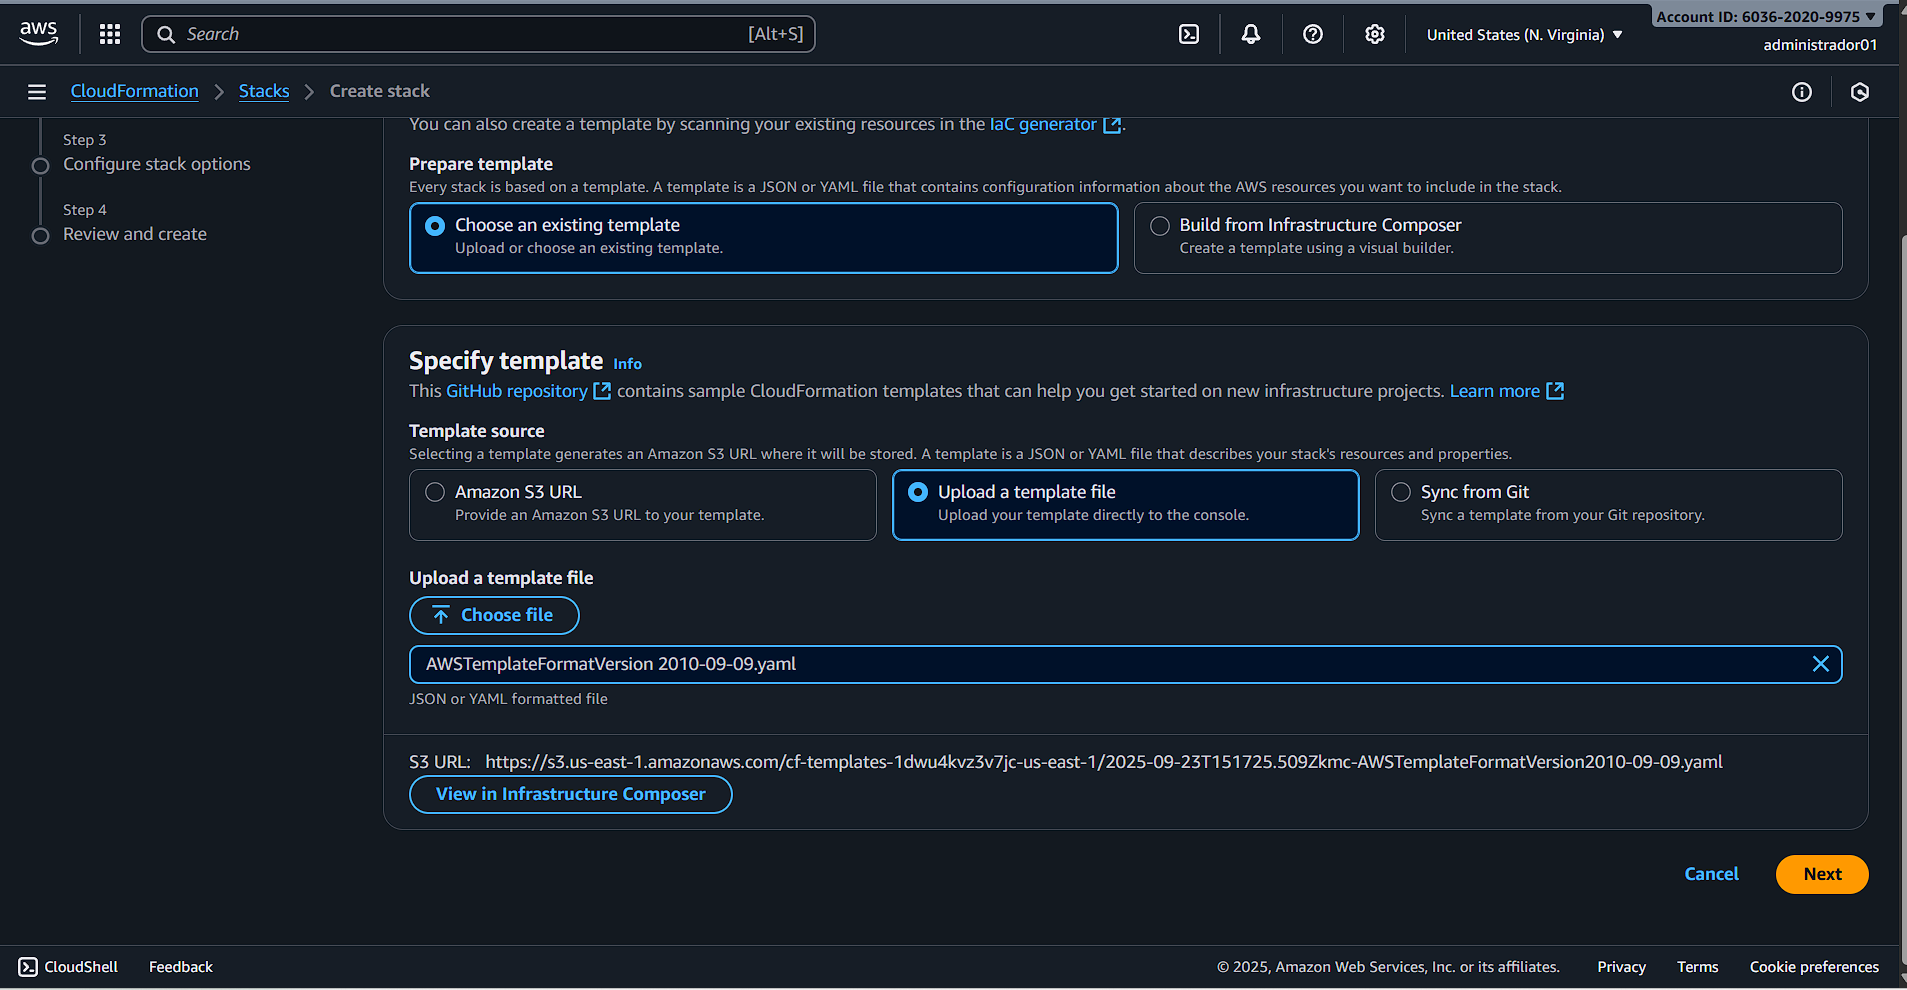 aws
Search [Alt+S]
United States (N. Virginia)
Account ID: 6036-2020-9975
administrador01
CloudFormation
Stacks
Create stack
Step 3
Configure stack options
Step 4
Review and create
You can also create a template by scanning your existing resources in the IaC generator.
Prepare template
Every stack is based on a template. A template is a JSON or YAML file that contains configuration information about the AWS resources you want to include in the stack.
Choose an existing template
Upload or choose an existing template.
Build from Infrastructure Composer
Create a template using a visual builder.
Specify template Info
This GitHub repository contains sample CloudFormation templates that can help you get started on new infrastructure projects. Learn more
Template source
Selecting a template generates an Amazon S3 URL where it will be stored. A template is a JSON or YAML file that describes your stack's resources and properties.
Amazon S3 URL
Provide an Amazon S3 URL to your template.
Upload a template file
Upload your template directly to the console.
Sync from Git
Sync a template from your Git repository.
Upload a template file
Choose file
AWSTemplateFormatVersion 2010-09-09.yaml
JSON or YAML formatted file
S3 URL: https://s3.us-east-1.amazonaws.com/cf-templates-1dwu4kvz3v7jc-us-east-1/2025-09-23T151725.509Zkmc-AWSTemplateFormatVersion2010-09-09.yaml
View in Infrastructure Composer
Cancel
Next
CloudShell
Feedback
© 2025, Amazon Web Services, Inc. or its affiliates.
Privacy
Terms
Cookie preferences